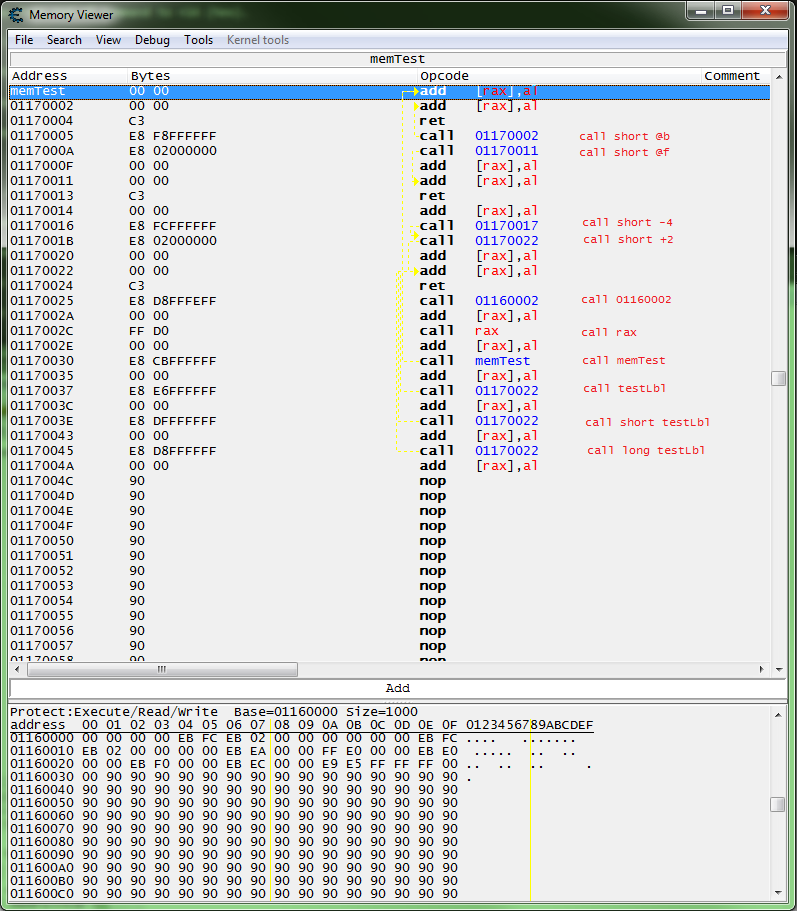 Memory Viewer
File Search View Debug Tools Kernel tools
memTest
Address Bytes Opcode Comment
memTest 00 00 add [rax],al
01170002 00 00 add [rax],al
01170004 C3 ret
01170005 E8 F8FFFFFF call 01170002 call short @b
0117000A E8 02000000 call 01170011 call short @f
0117000F 00 00 add [rax],al
01170011 00 00 add [rax],al
01170013 C3 ret
01170014 00 00 add [rax],al
01170016 E8 FCFFFFFF call 01170017 call short -4
0117001B E8 02000000 call 01170022 call short +2
01170020 00 00 add [rax],al
01170022 00 00 add [rax],al
01170024 C3 ret
01170025 E8 D8FFFEFF call 01160002 call 01160002
0117002A 00 00 add [rax],al
0117002C FF D0 call rax call rax
0117002E 00 00 add [rax],al
01170030 E8 CBFFFFFF call memTest call memTest
01170035 00 00 add [rax],al
01170037 E8 E6FFFFFF call 01170022 call testLbl
0117003C 00 00 add [rax],al
0117003E E8 DFFFFFFF call 01170022 call short testLbl
01170043 00 00 add [rax],al
01170045 E8 D8FFFFFF call 01170022 call long testLbl
0117004A 00 00 add [rax],al
0117004C 90 nop
0117004D 90 nop
0117004E 90 nop
0117004F 90 nop
01170050 90 nop
01170051 90 nop
01170052 90 nop
01170053 90 nop
01170054 90 nop
01170055 90 nop
01170056 90 nop
01170057 90 nop
01170058 90 nop
Add
Protect:Execute/Read/Write Base=01160000 Size=1000
address 00 01 02 03 04 05 06 07 08 09 0A 0B 0C 0D 0E 0F 0123456789ABCDEF
01160000 00 00 00 00 EB FC EB 02 00 00 00 00 00 00 EB FC .... .......
01160010 EB 02 00 00 00 00 EB EA 00 00 FF E0 00 00 EB E0 ...... .. ..
01160020 00 00 EB F0 00 00 EB EC 00 00 E9 E5 FF FF FF 00 .. .. .. .
01160030 00 90 90 90 90 90 90 90 90 90 90 90 90 90 90 90 .
01160040 90 90 90 90 90 90 90 90 90 90 90 90 90 90 90 90
01160050 90 90 90 90 90 90 90 90 90 90 90 90 90 90 90 90
01160060 90 90 90 90 90 90 90 90 90 90 90 90 90 90 90 90
01160070 90 90 90 90 90 90 90 90 90 90 90 90 90 90 90 90
01160080 90 90 90 90 90 90 90 90 90 90 90 90 90 90 90 90
01160090 90 90 90 90 90 90 90 90 90 90 90 90 90 90 90 90
011600A0 90 90 90 90 90 90 90 90 90 90 90 90 90 90 90 90
011600B0 90 90 90 90 90 90 90 90 90 90 90 90 90 90 90 90
011600C0 90 90 90 90 90 90 90 90 90 90 90 90 90 90 90 90